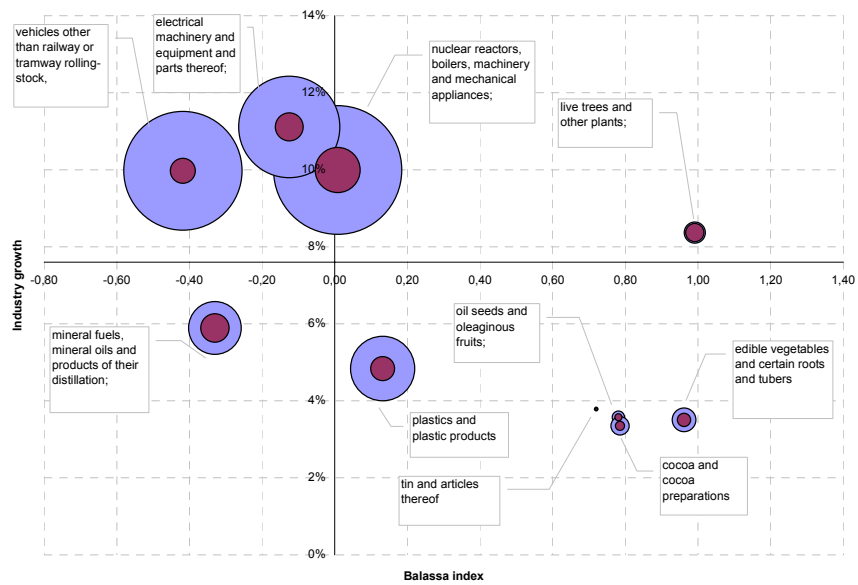 14%
vehicles other
than railway or
tramway rolling-
stock,
electrical
machinery and
equipment and
parts thereof;
nuclear reactors,
boilers, machinery
and mechanical
appliances;
12%
live trees and
other plants;
10%
8%
-0,80 -0,60 -0,40 -0,20 0,00 0,20 0,40 0,60 0,80 1,00 1,20 1,40
Industry growth
6%
mineral fuels,
mineral oils and
products of their
distillation;
oil seeds and
oleaginous
fruits;
edible vegetables
and certain roots
and tubers
4%
plastics and
plastic products
tin and articles
thereof
cocoa and
cocoa
preparations
2%
0%
Balassa index